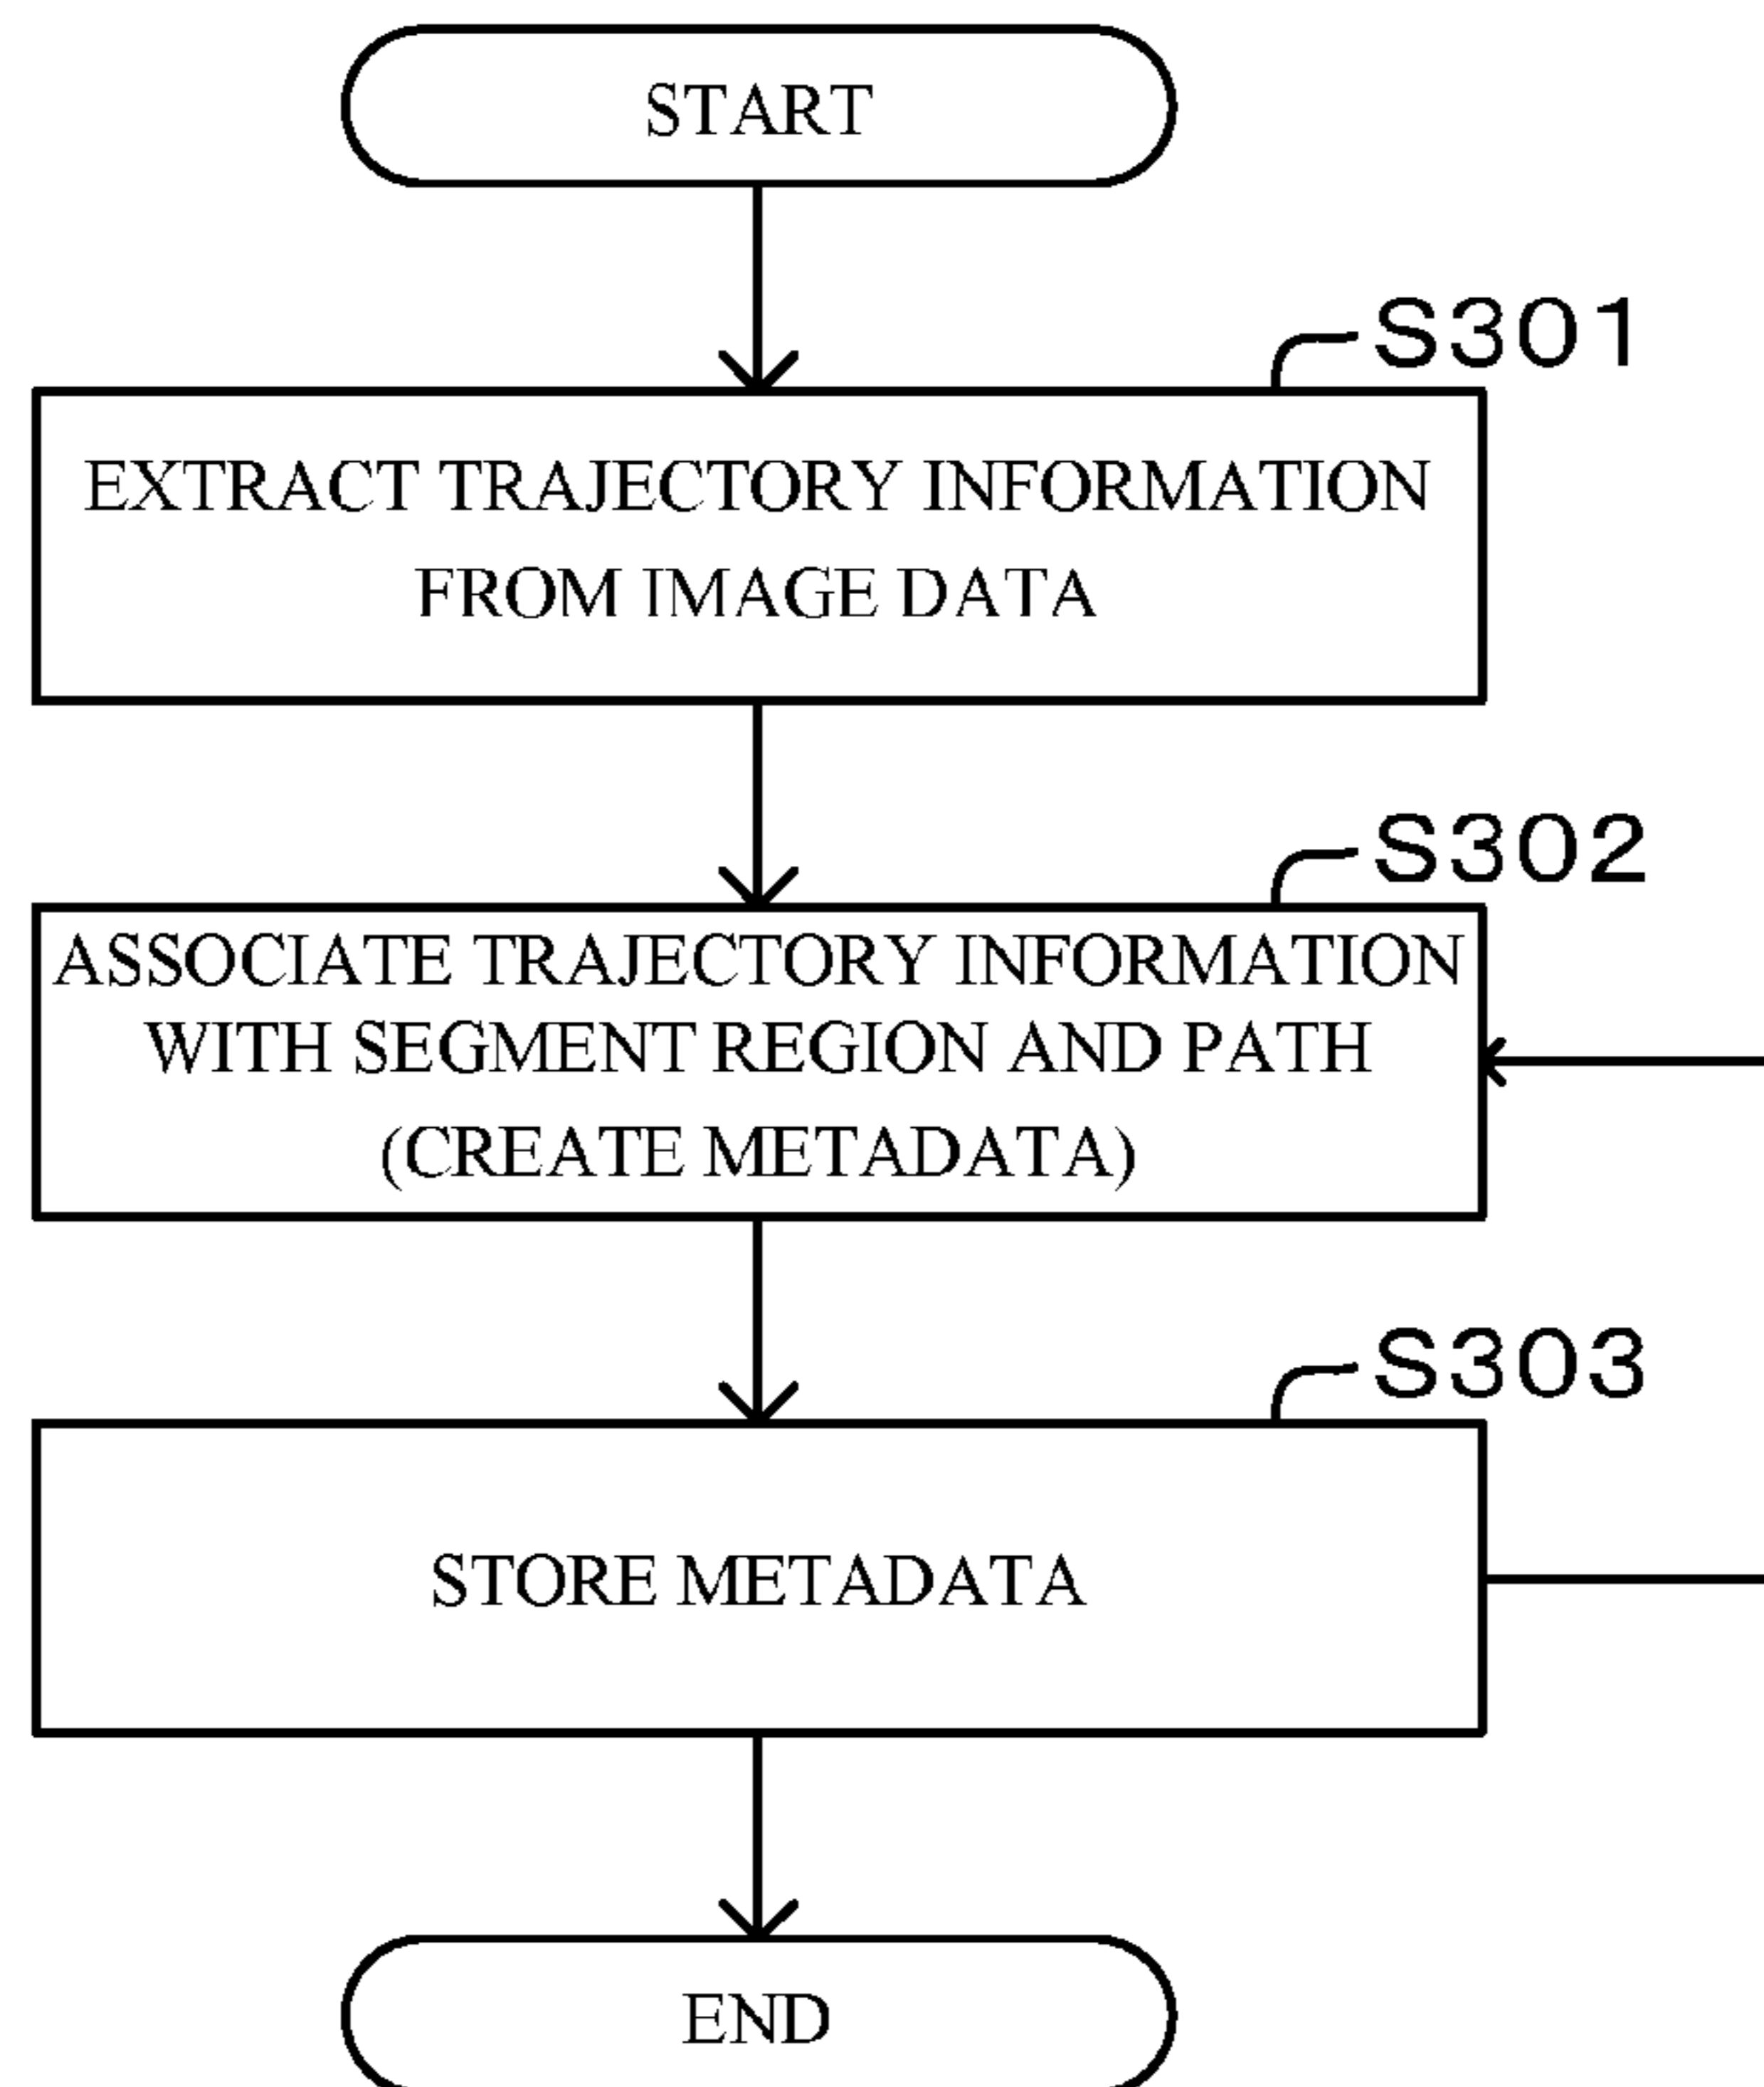 START
S301
EXTRACT TRAJECTORY INFORMATION
FROM IMAGE DATA
S302
ASSOCIATE TRAJECTORY INFORMATION
WITH SEGMENT REGION AND PATH
(CREATE METADATA)
S303
STORE METADATA
END